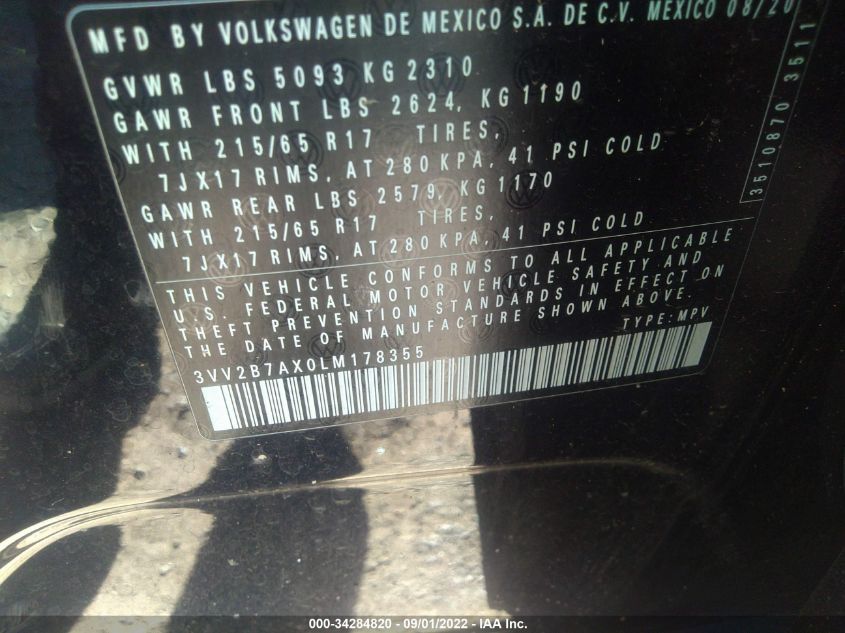 MFD BY VOLKSWAGEN DE MEXICO S.A. DE C.V. MEXICO 08/20
GVWR LBS 5093 KG 2310
GAWR FRONT LBS 2624, KG 1190
WITH 215/65 R17 TIRES,
7JX17 RIMS, AT 280 KPA, 41 PSI COLD
GAWR REAR LBS 2579, KG 1170
WITH 215/65 R17 TIRES,
7JX17 RIMS, AT 280 KPA, 41 PSI COLD
3510870 3511
THIS VEHICLE CONFORMS TO ALL APPLICABLE
U.S. FEDERAL MOTOR VEHICLE SAFETY AND
THEFT PREVENTION STANDARDS IN EFFECT ON
THE DATE OF MANUFACTURE SHOWN ABOVE.
TYPE: MPV
3VV2B7AX0LM178355
000-34284820 - 09/01/2022 - IAA Inc.